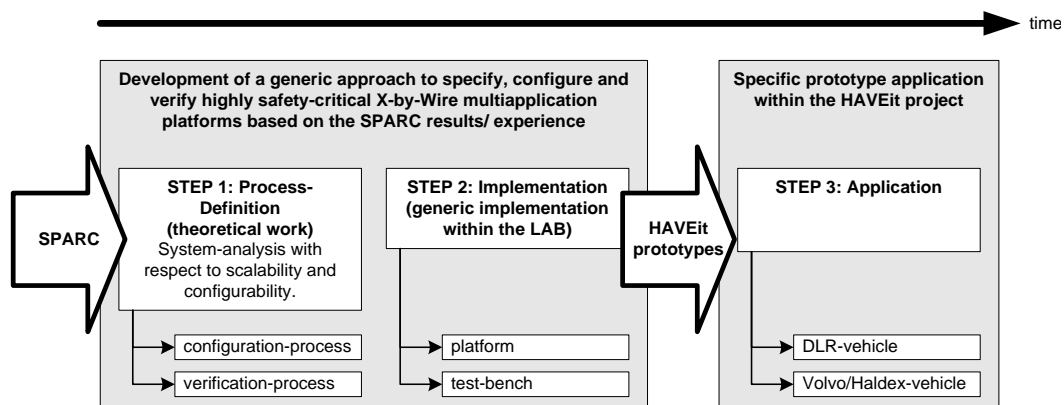 time
Development of a generic approach to specify, configure and
verify highly safety-critical X-by-Wire multiapplication
platforms based on the SPARC results/ experience
Specific prototype application
within the HAVEit project
SPARC
STEP 1: Process-
Definition
(theoretical work)
System-analysis with
respect to scalability and
configurability.
configuration-process
verification-process
STEP 2: Implementation
(generic implementation
within the LAB)
platform
test-bench
HAVEit
prototypes
STEP 3: Application
DLR-vehicle
Volvo/Haldex-vehicle